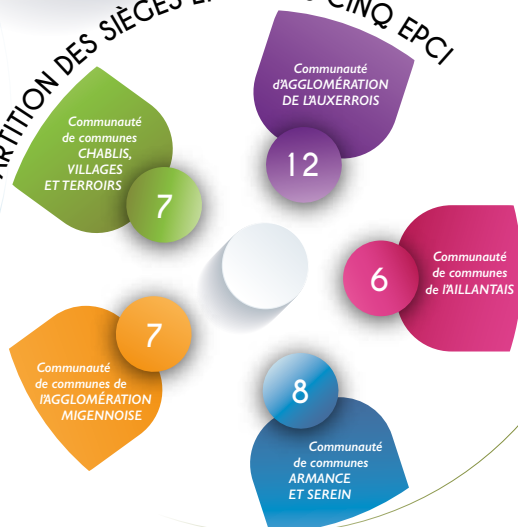 DES SIÈGES
CINQ EPCI
Communauté
d'AGGLOMÉRATION
DE L'AUXERROIS
12
Communauté
de communes
CHABLIS,
VILLAGES
ET TERROIRS
7
6
Communauté
de communes
de l'AILLANTAIS
7
Communauté
de communes de
l'AGGLOMÉRATION
MIGENNOISE
8
Communauté
de communes
ARMANCE
ET SEREIN